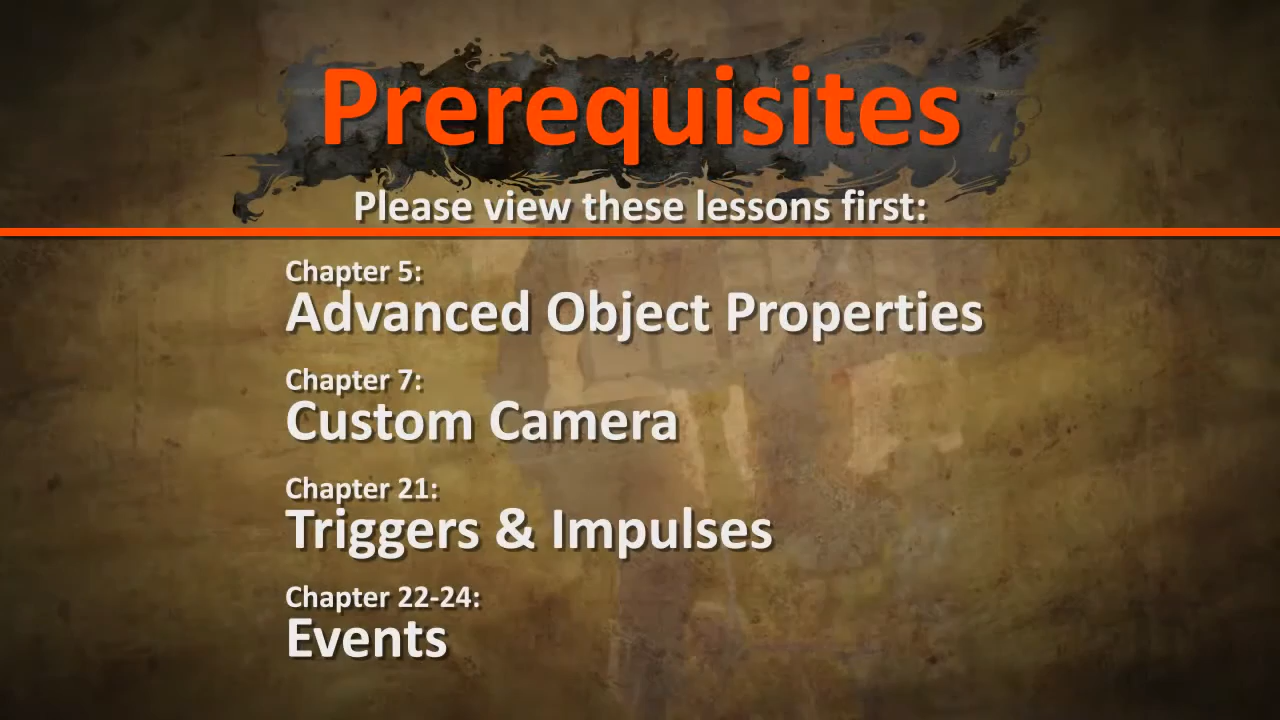 Prerequisites
Please view these lessons first:
Chapter 5:
Advanced Object Properties
Chapter 7:
Custom Camera
Chapter 21:
Triggers & Impulses
Chapter 22-24:
Events